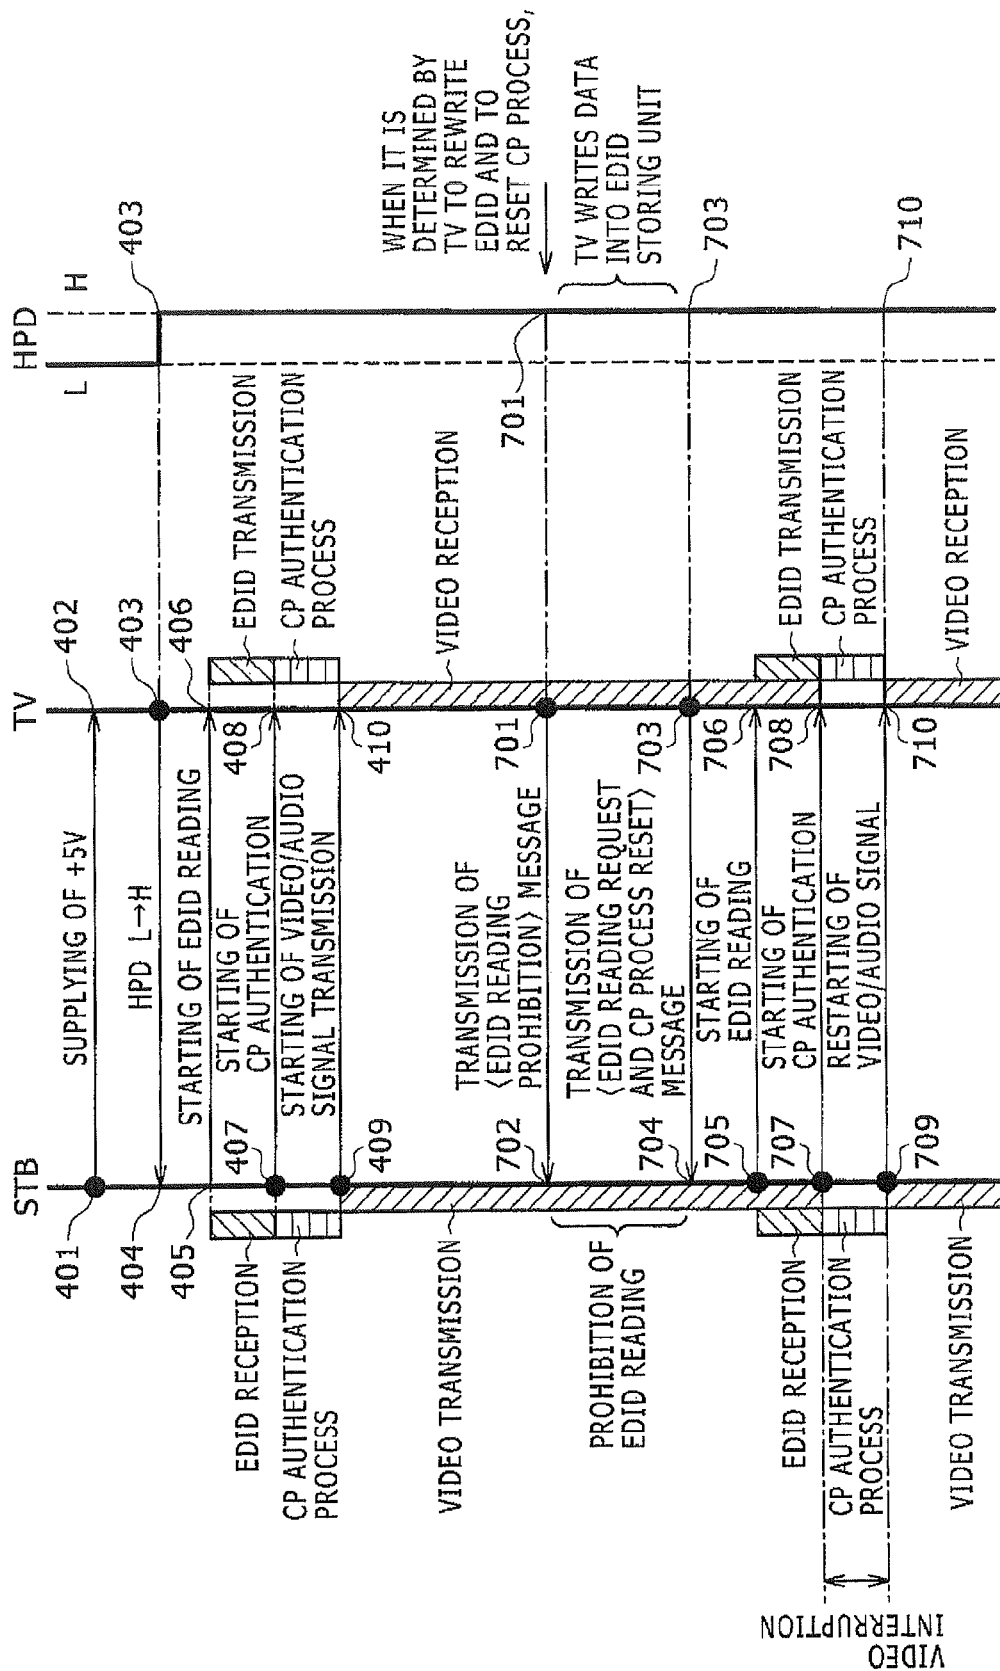 STB
TV
HPD
L
H
401
SUPPLYING OF +5V
402
403
403
404
HPD L→H
405
STARTING OF EDID READING
406
EDID RECEPTION
407
STARTING OF
CP AUTHENTICATION
408
EDID TRANSMISSION
CP AUTHENTICATION
PROCESS
STARTING OF VIDEO/AUDIO
SIGNAL TRANSMISSION
CP AUTHENTICATION
PROCESS
409
410
VIDEO TRANSMISSION
VIDEO RECEPTION
WHEN IT IS
DETERMINED BY
TV TO REWRITE
EDID AND TO
RESET CP PROCESS,
702
TRANSMISSION OF
<EDID READING
PROHIBITION> MESSAGE
701
701
PROHIBITION OF
EDID READING
TV WRITES DATA
INTO EDID
STORING UNIT
704
TRANSMISSION OF
<EDID READING REQUEST
AND CP PROCESS RESET>
MESSAGE
703
703
705
STARTING OF
EDID READING
706
EDID RECEPTION
707
STARTING OF
CP AUTHENTICATION
708
EDID TRANSMISSION
CP AUTHENTICATION
PROCESS
RESTARTING OF
VIDEO/AUDIO SIGNAL
CP AUTHENTICATION
PROCESS
709
710
710
VIDEO TRANSMISSION
VIDEO RECEPTION
VIDEO
INTERRUPTION